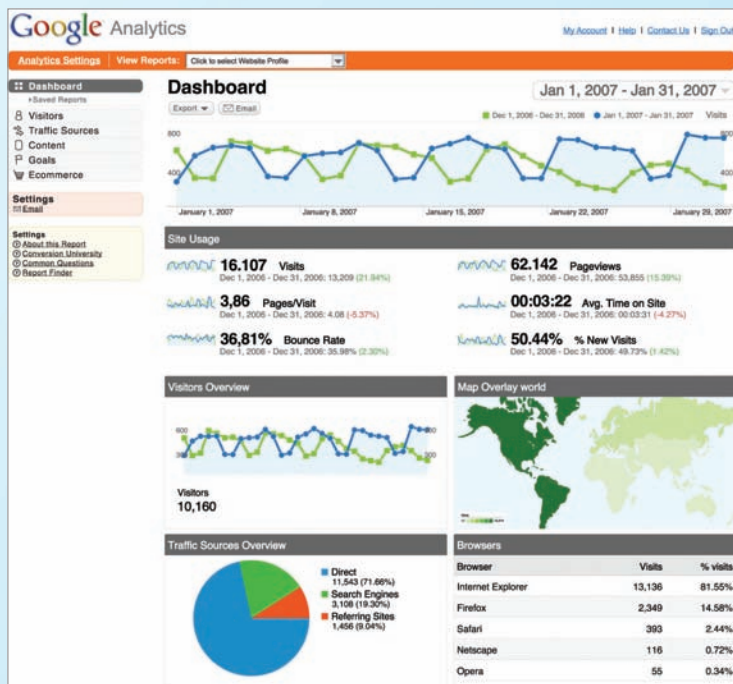 Google Analytics
My Account | Help | Contact Us | Sign Out
Analytics Settings | View Reports: Click to select Website Profile
Dashboard
Saved Reports
Visitors
Traffic Sources
Content
Goals
Ecommerce
Settings
Email
Settings
About this Report
Conversion University
Common Questions
Report Finder
Dashboard
Jan 1, 2007 - Jan 31, 2007
Export Email
Dec 1, 2006 - Dec 31, 2006 Jan 1, 2007 - Jan 31, 2007 Visits
800 800
400 400
January 1, 2007 January 8, 2007 January 15, 2007 January 22, 2007 January 29, 2007
Site Usage
16.107 Visits
Dec 1, 2006 - Dec 31, 2006: 13,209 (21.94%)
62.142 Pageviews
Dec 1, 2006 - Dec 31, 2006: 53,855 (15.39%)
3,86 Pages/Visit
Dec 1, 2006 - Dec 31, 2006: 4.08 (-5.37%)
00:03:22 Avg. Time on Site
Dec 1, 2006 - Dec 31, 2006: 00:03:31 (-4.27%)
36,81% Bounce Rate
Dec 1, 2006 - Dec 31, 2006: 35.98% (2.30%)
50.44% % New Visits
Dec 1, 2006 - Dec 31, 2006: 49.73% (1.42%)
Visitors Overview
600 600
300 300
Visitors
10,160
Map Overlay world
Traffic Sources Overview
Direct
11,543 (71.66%)
Search Engines
3,108 (19.30%)
Referring Sites
1,456 (9.04%)
Browsers
Browser Visits % visits
Internet Explorer 13,136 81.55%
Firefox 2,349 14.58%
Safari 393 2.44%
Netscape 116 0.72%
Opera 55 0.34%